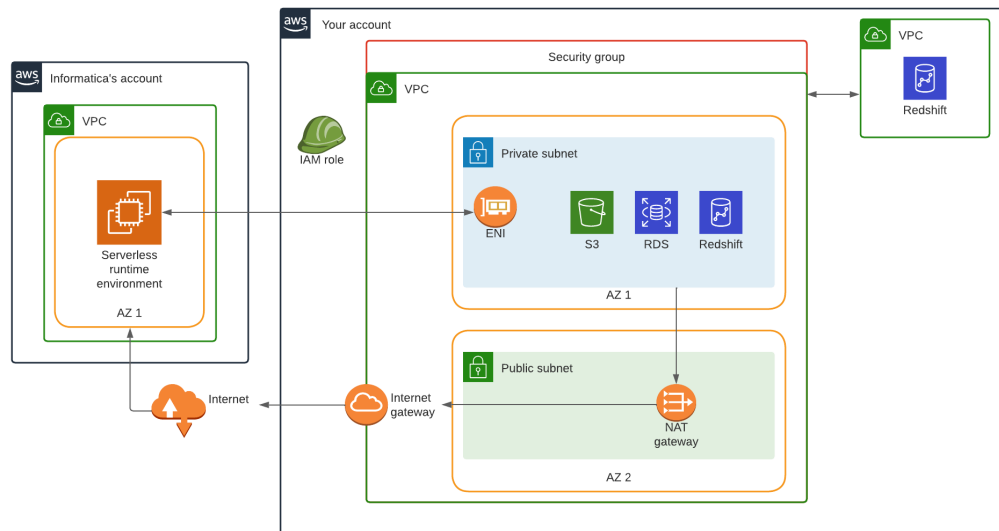 aws
Your account
VPC
Redshift
Security group
aws
Informatica's account
VPC
VPC
IAM role
Private subnet
ENI
S3
RDS
Redshift
Serverless
runtime
environment
AZ 1
AZ 1
Public subnet
Internet
Internet
gateway
NAT
gateway
AZ 2